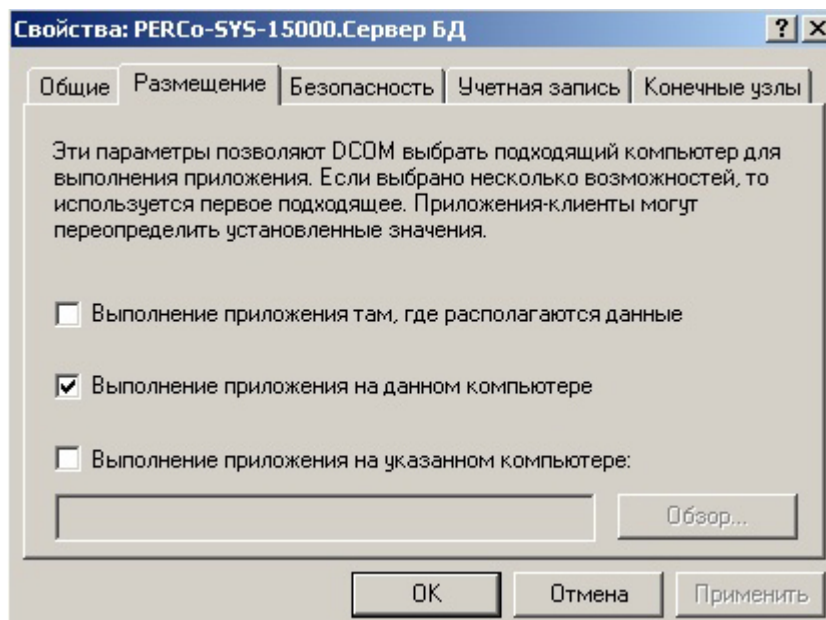 Свойства: PERCo-SYS-15000.Сервер БД
Общие Размещение Безопасность Учетная запись Конечные узлы
Эти параметры позволяют DCOM выбрать подходящий компьютер для
выполнения приложения. Если выбрано несколько возможностей, то
используется первое подходящее. Приложения-клиенты могут
переопределить установленные значения.
Выполнение приложения там, где располагаются данные
Выполнение приложения на данном компьютере
Выполнение приложения на указанном компьютере:
Обзор...
OK Отмена Применить